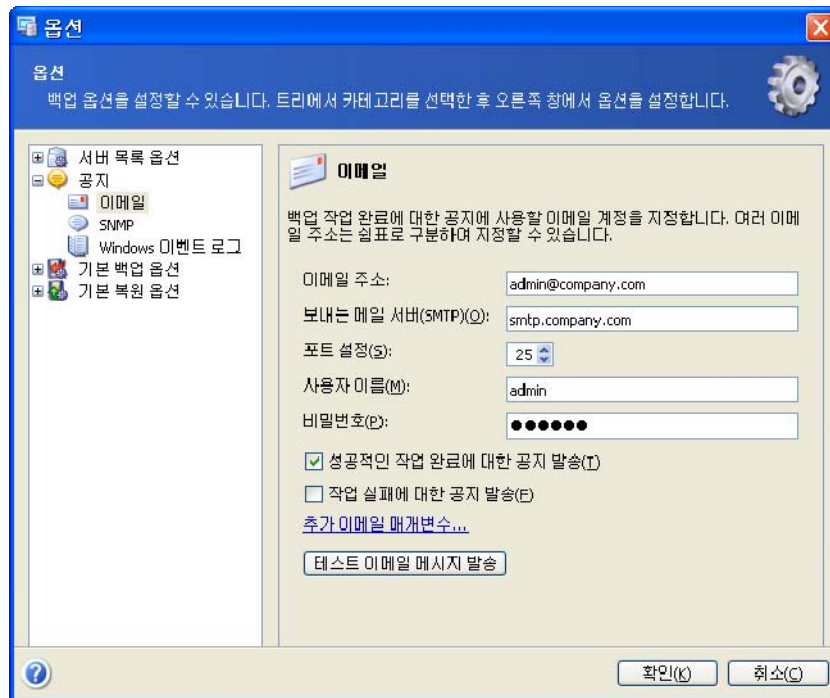 옵션
옵션
백업 옵션을 설정할 수 있습니다. 트리에서 카테고리를 선택한 후 오른쪽 창에서 옵션을 설정합니다.
서버 목록 옵션
공지
이메일
SNMP
Windows 이벤트 로그
기본 백업 옵션
기본 복원 옵션
이메일
백업 작업 완료에 대한 공지에 사용할 이메일 계정을 지정합니다. 여러 이메
일 주소는 쉼표로 구분하여 지정할 수 있습니다.
이메일 주소: admin@company.com
보내는 메일 서버(SMTP)(O): smtp.company.com
포트 설정(S): 25
사용자 이름(M): admin
비밀번호(P): ●●●●●●
성공적인 작업 완료에 대한 공지 발송(T)
작업 실패에 대한 공지 발송(F)
추가 이메일 매개변수...
테스트 이메일 메시지 발송
확인(K) 취소(C)